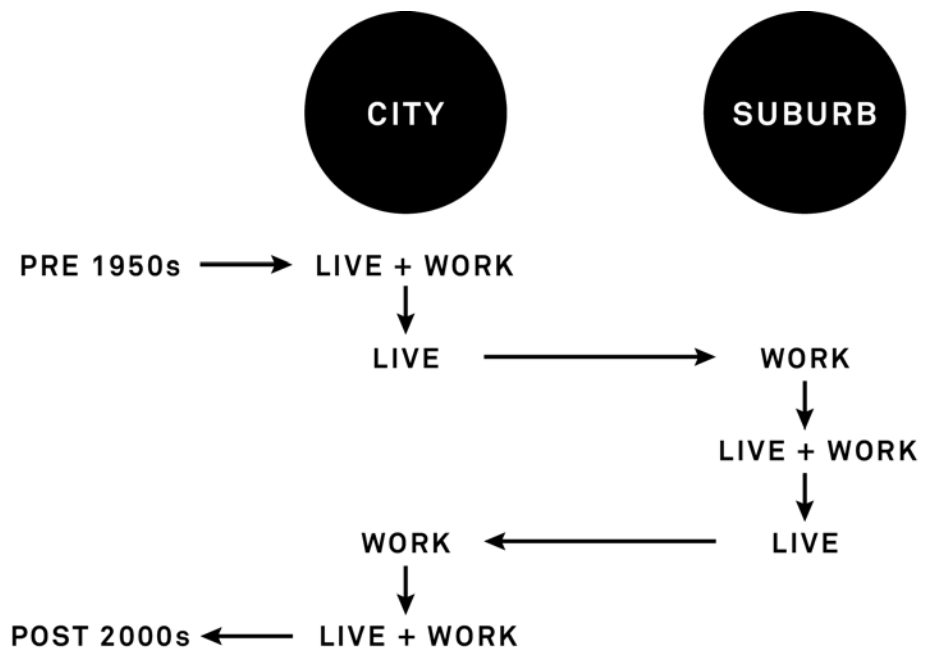 CITY
SUBURB
PRE 1950s
LIVE + WORK
LIVE
WORK
LIVE + WORK
WORK
LIVE
POST 2000s
LIVE + WORK